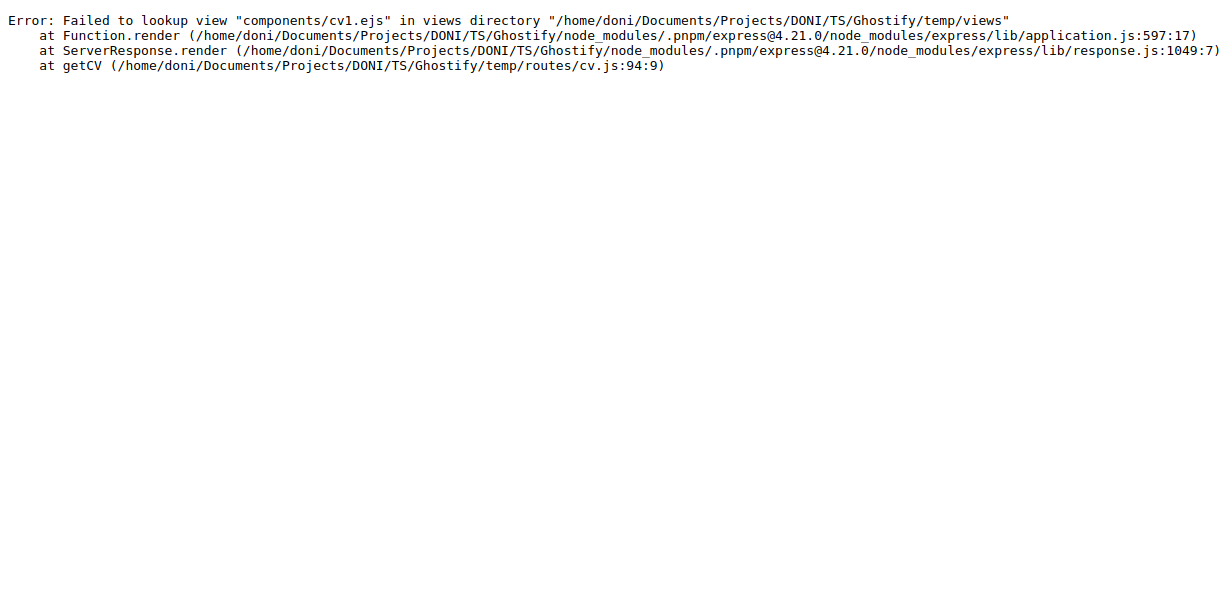 Error: Failed to lookup view "components/cv1.ejs" in views directory "/home/doni/Documents/Projects/DONI/TS/Ghostify/temp/views"
    at Function.render (/home/doni/Documents/Projects/DONI/TS/Ghostify/node_modules/.pnpm/express@4.21.0/node_modules/express/lib/application.js:597:17)
    at ServerResponse.render (/home/doni/Documents/Projects/DONI/TS/Ghostify/node_modules/.pnpm/express@4.21.0/node_modules/express/lib/response.js:1049:7)
    at getCV (/home/doni/Documents/Projects/DONI/TS/Ghostify/temp/routes/cv.js:94:9)